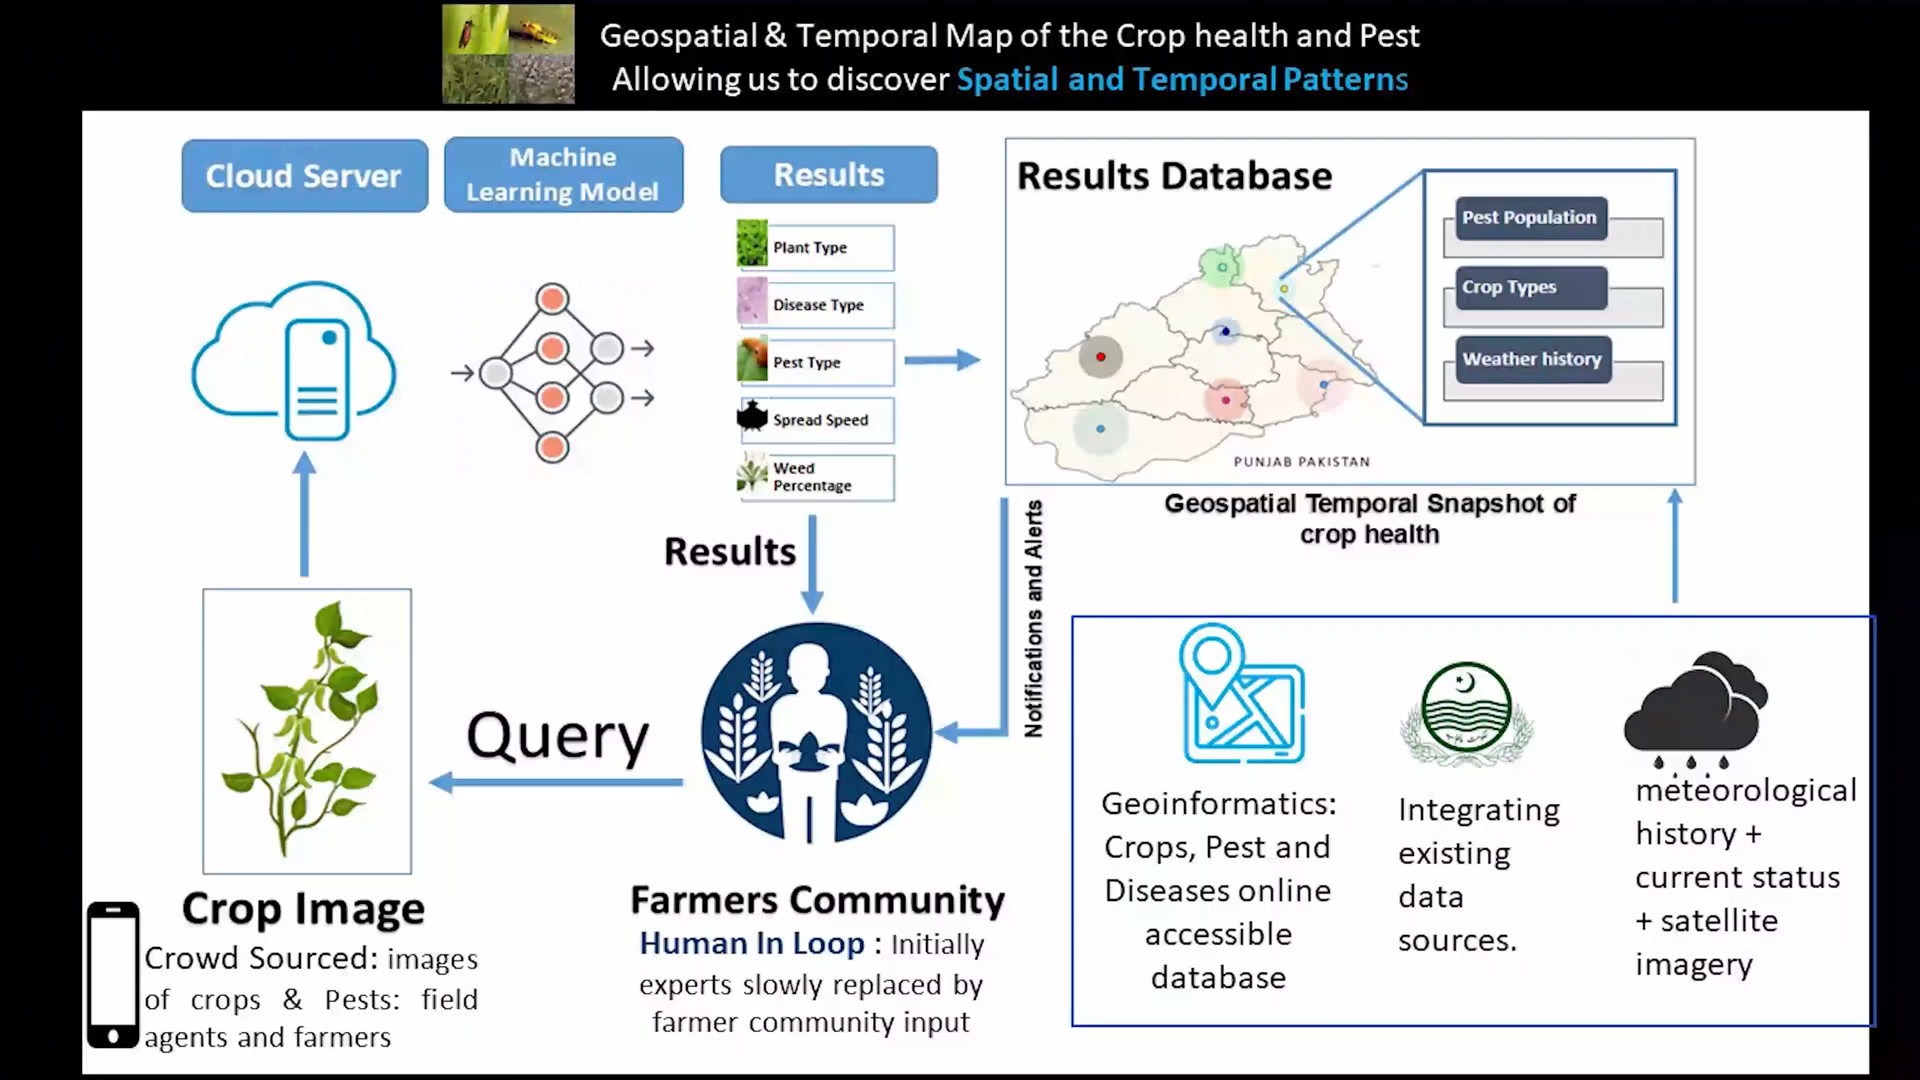 Geospatial & Temporal Map of the Crop health and Pest
Allowing us to discover Spatial and Temporal Patterns
Cloud Server
Machine
Learning Model
Results
Plant Type
Disease Type
Pest Type
Spread Speed
Weed
Percentage
Results Database
Pest Population
Crop Types
Weather history
PUNJAB PAKISTAN
Geospatial Temporal Snapshot of
crop health
Results
Notifications and Alerts
Query
Crop Image
Crowd Sourced: images
of crops & Pests: field
agents and farmers
Farmers Community
Human In Loop : Initially
experts slowly replaced by
farmer community input
Geoinformatics:
Crops, Pest and
Diseases online
accessible
database
Integrating
existing
data
sources.
meteorological
history +
current status
+ satellite
imagery